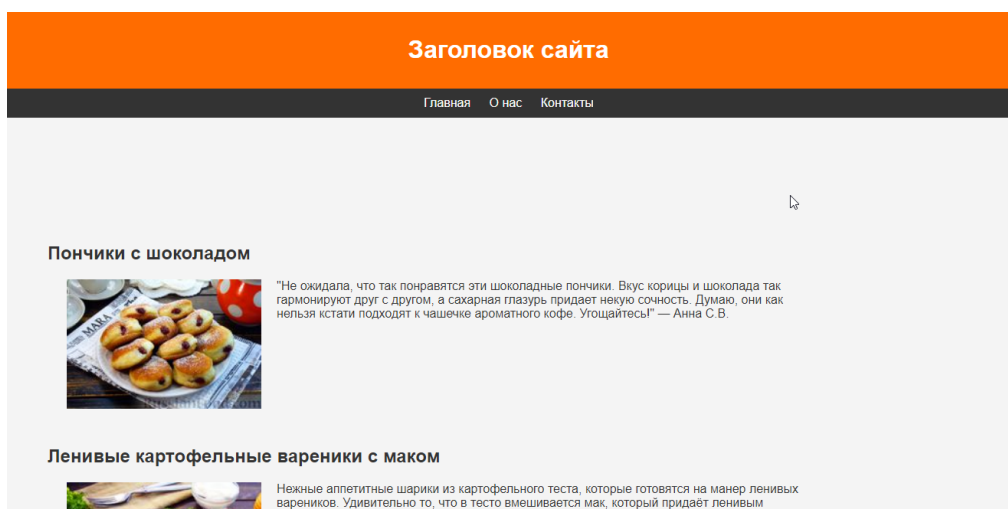 Заголовок сайта
Главная О нас Контакты
Пончики с шоколадом
"Не ожидала, что так понравятся эти шоколадные пончики. Вкус корицы и шоколада так
гармонируют друг с другом, а сахарная глазурь придает некую сочность. Думаю, они как
нельзя кстати подходят к чашечке ароматного кофе. Угощайтесь!" — Анна С.В.
MARA
Ленивые картофельные вареники с маком
Нежные аппетитные шарики из картофельного теста, которые готовятся на манер ленивых
вареников. Удивительно то, что в тесто вмешивается мак, который придаёт ленивым